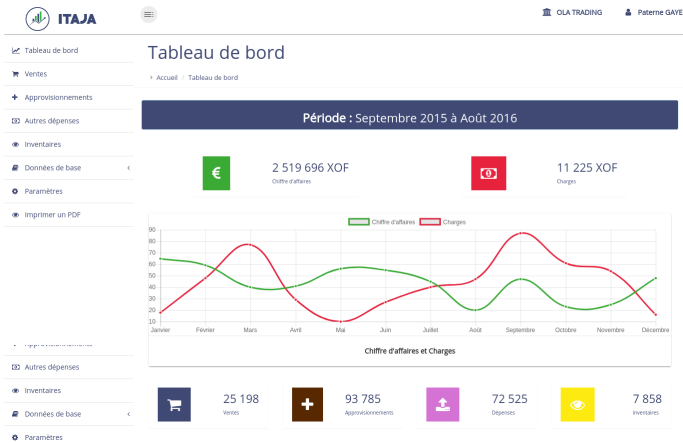 ITAJA
OLA TRADING
Paterne GAYE
Tableau de bord
Ventes
Approvisionnements
Autres dépenses
Inventaires
Données de base
Paramètres
Imprimer un PDF
Tableau de bord
Accueil / Tableau de bord
Période : Septembre 2015 à Août 2016
€
2 519 696 XOF
Chiffre d'affaires
11 225 XOF
Charges
Chiffre d'affaires Charges
90
80
70
60
50
40
30
20
10
Janvier Février Mars Avril Mai Juin Juillet Août Septembre Octobre Novembre Décembre
Chiffre d'affaires et Charges
Autres dépenses
Inventaires
Données de base
Paramètres
25 198
Ventes
93 785
Approvisionnements
72 525
Dépenses
7 858
Inventaires